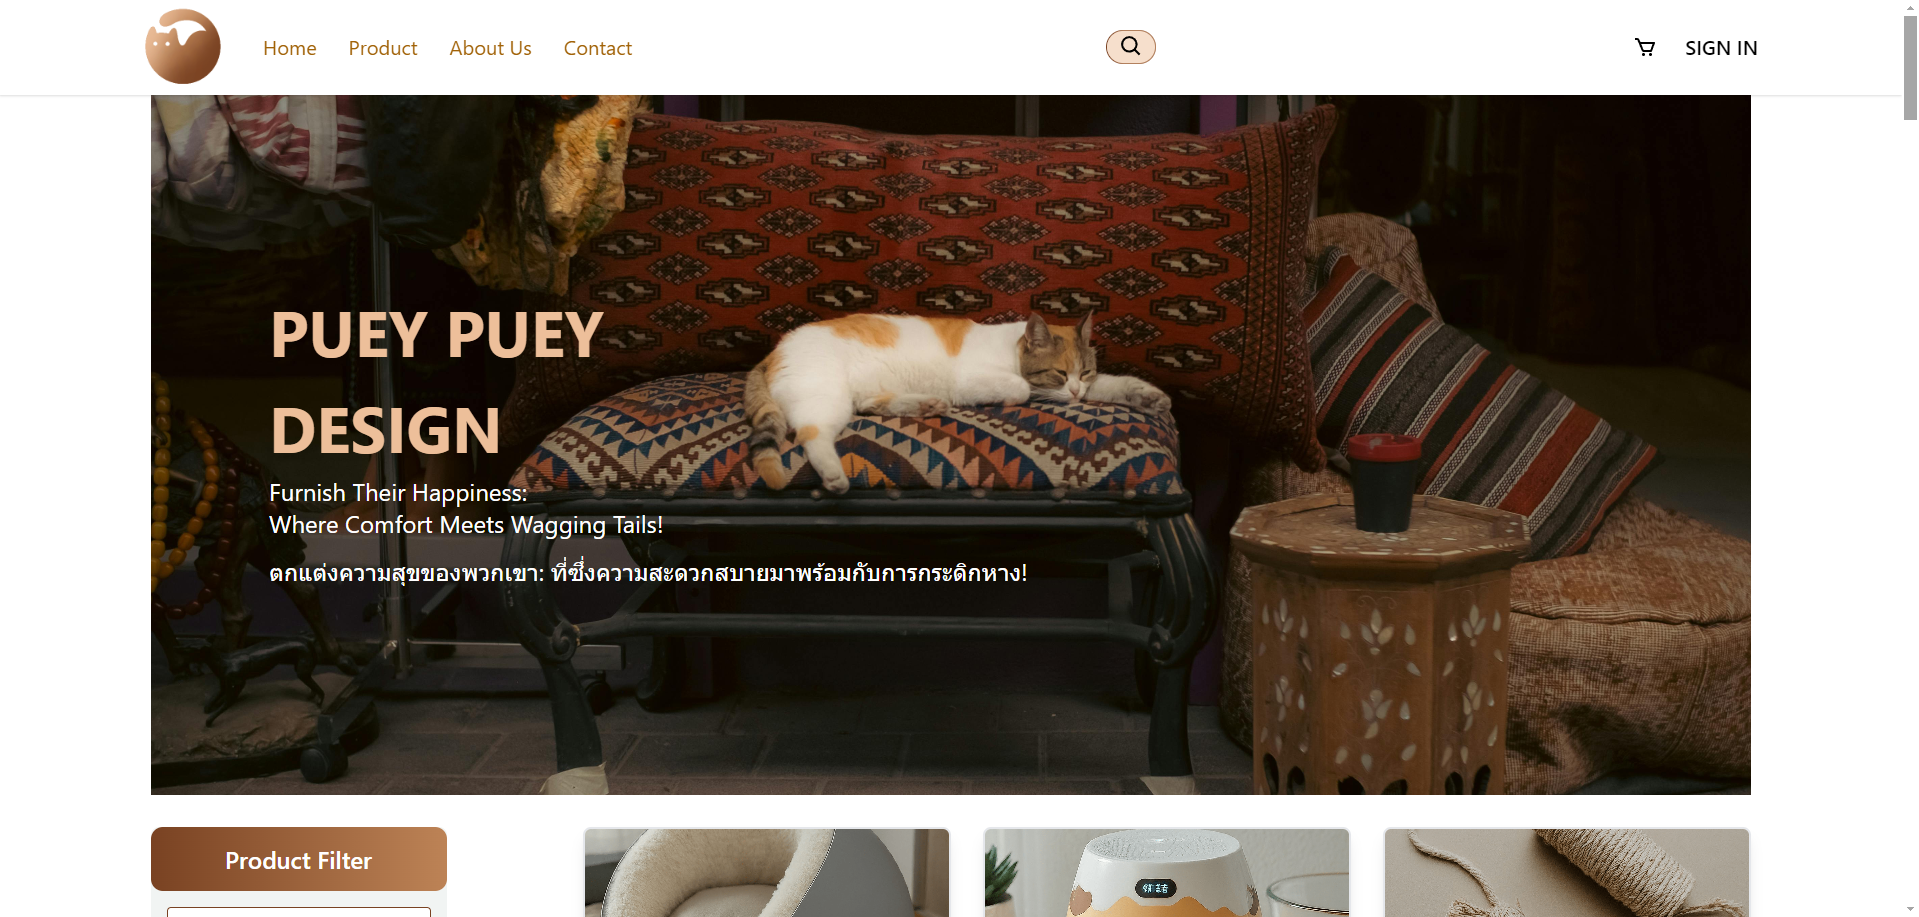 Home Product About Us Contact SIGN IN
PUEY PUEY
DESIGN
Furnish Their Happiness:
Where Comfort Meets Wagging Tails!
ตกแต่งความสุขของพวกเขา: ที่ซึ่งความสะดวกสบายมาพร้อมกับการกระดิกหาง!
Product Filter